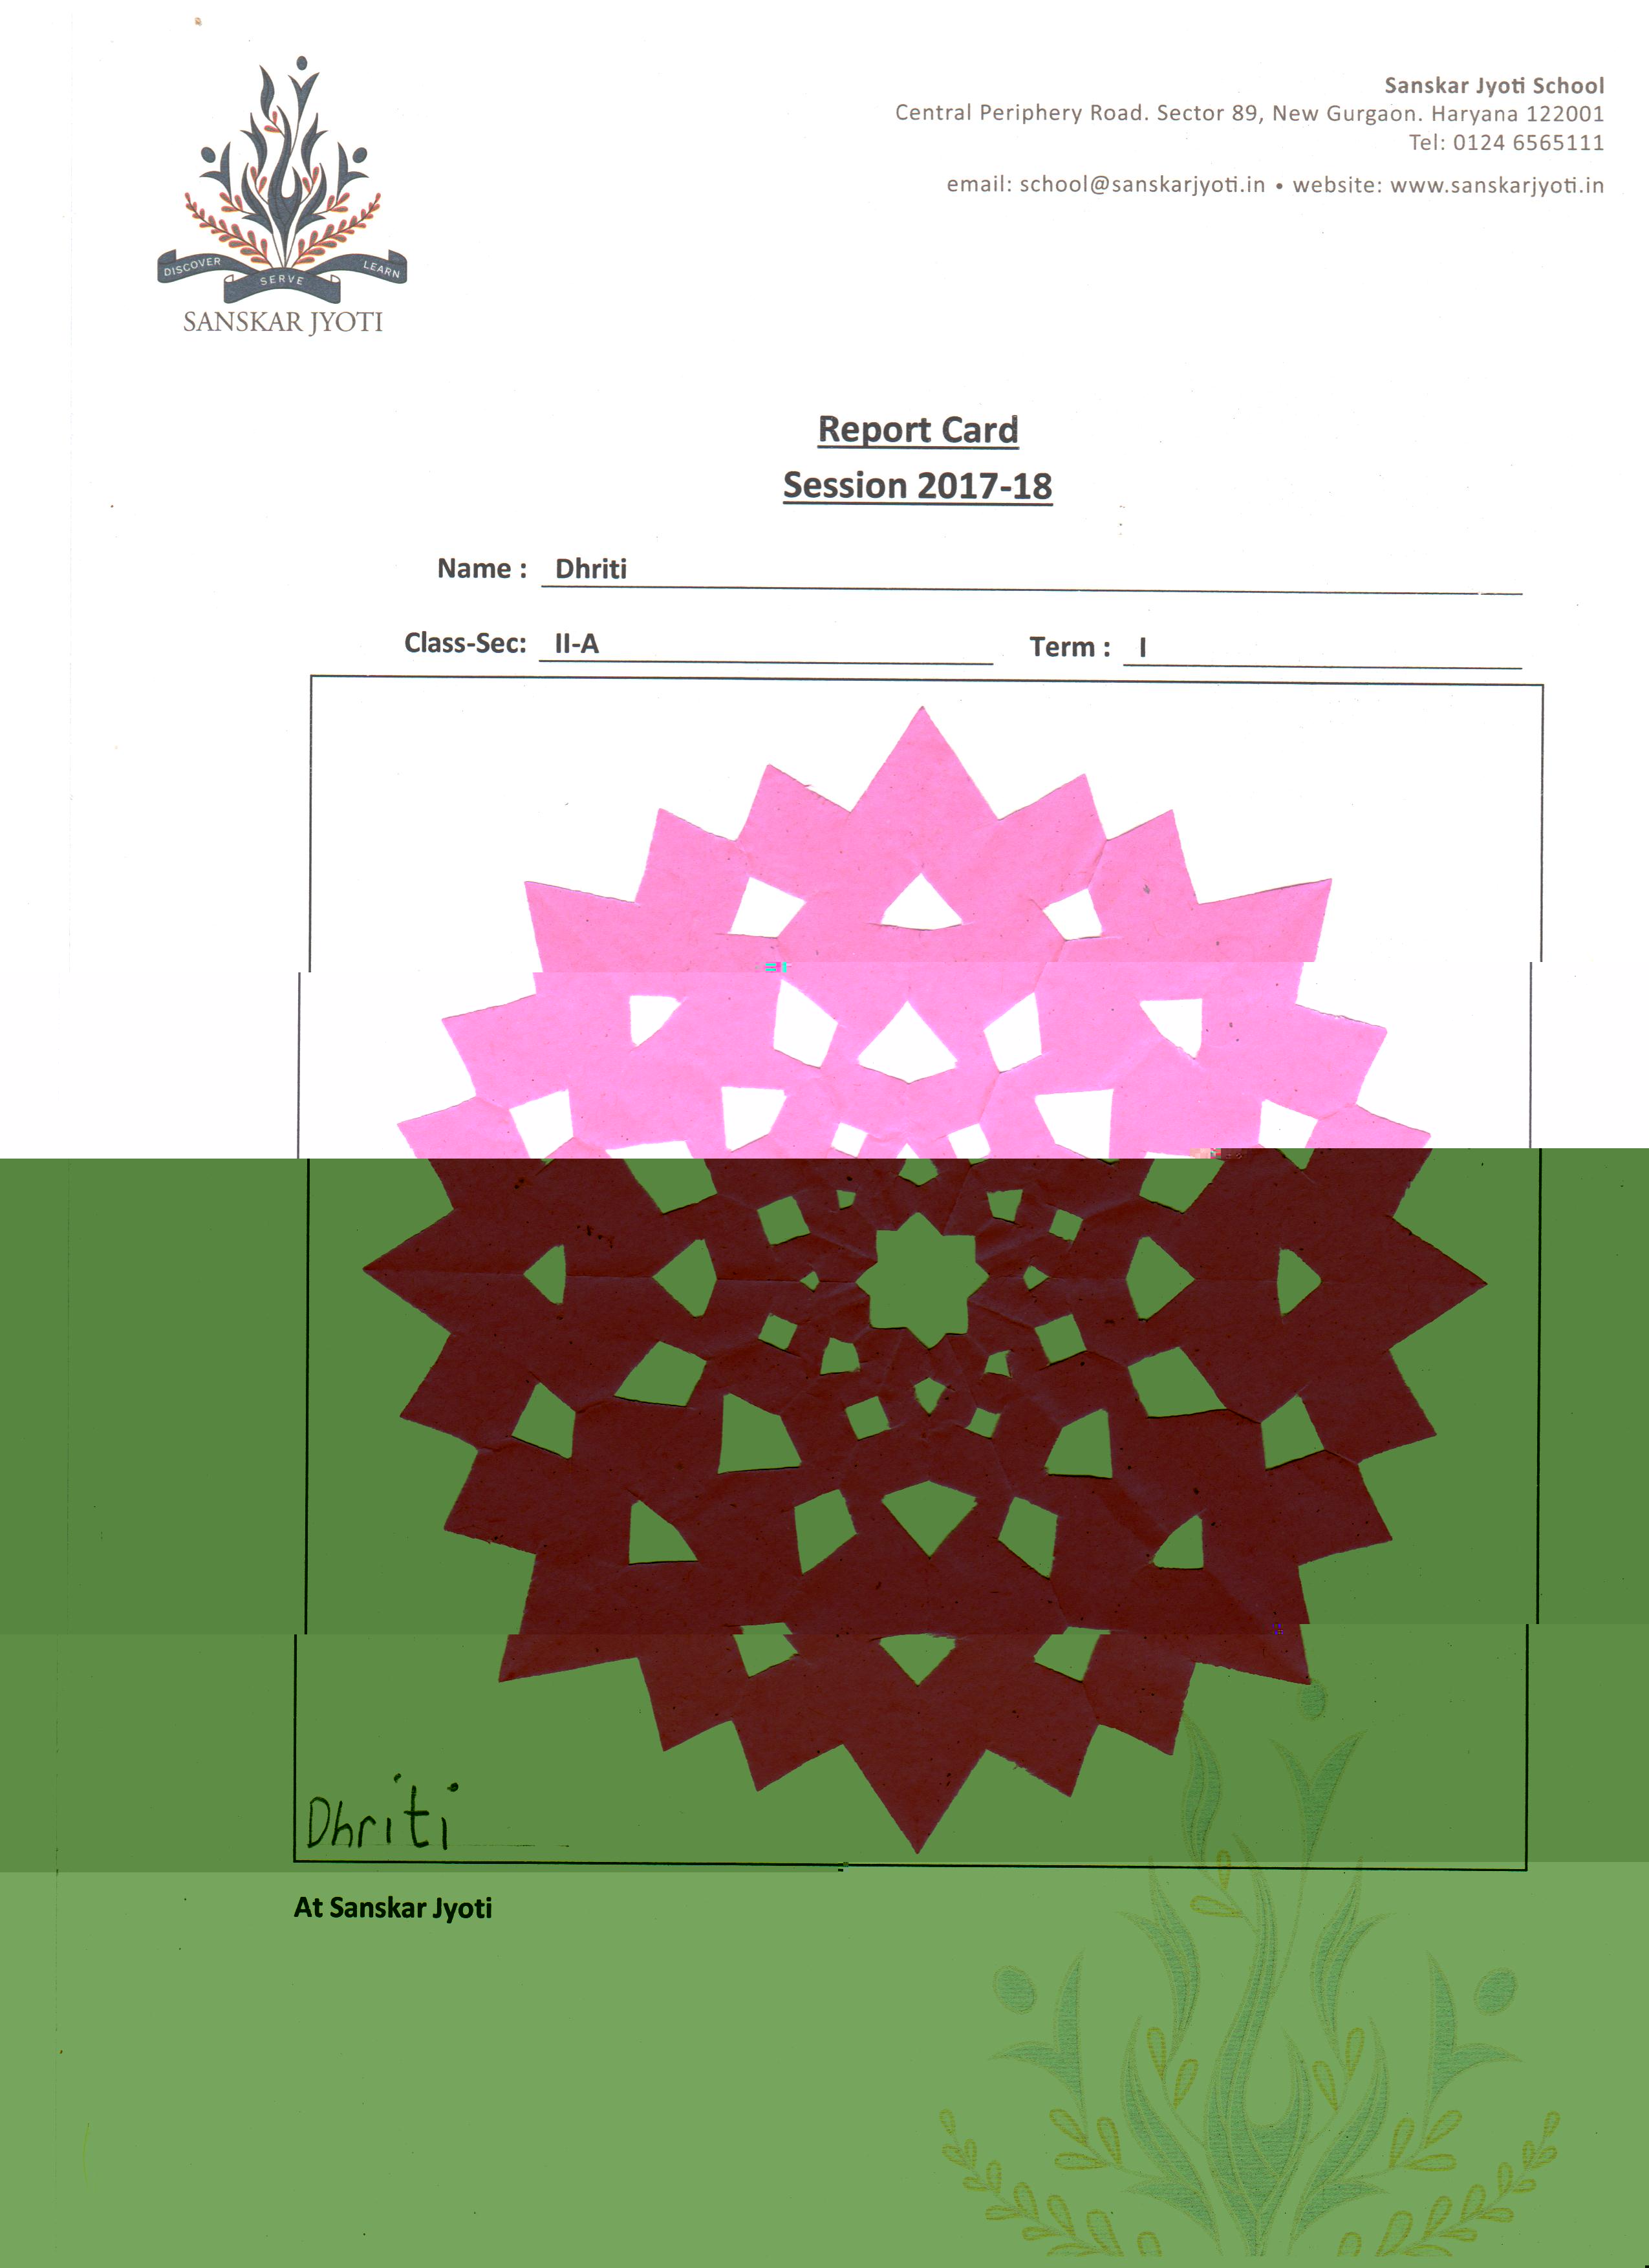 Sanskar Jyoti School
Central Periphery Road. Sector 89, New Gurgaon. Haryana 122001
Tel: 0124 6565111
email: school@sanskarjyoti.in • website: www.sanskarjyoti.in
DISCOVER SERVE LEARN
SANSKAR JYOTI
Report Card
Session 2017-18
Name : Dhriti
Class-Sec: II-A Term : I
Dhriti
At Sanskar Jyoti